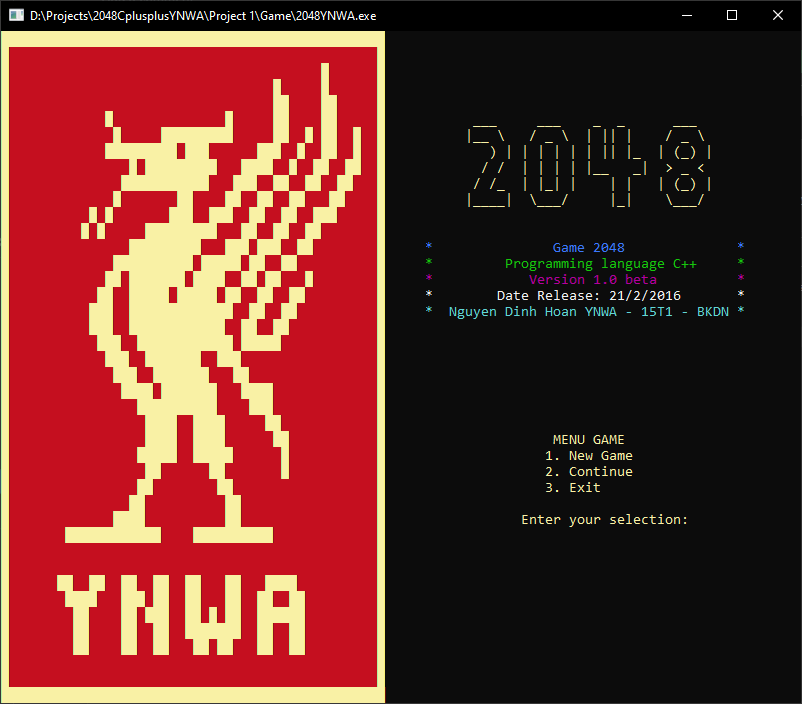 D:\Projects\2048CplusplusYNWA\Project 1\Game\2048YNWA.exe
2048
* Game 2048 *
* Programming language C++ *
* Version 1.0 beta *
* Date Release: 21/2/2016 *
* Nguyen Dinh Hoan YNWA - 15T1 - BKDN *
MENU GAME
1. New Game
2. Continue
3. Exit
Enter your selection:
YNWA